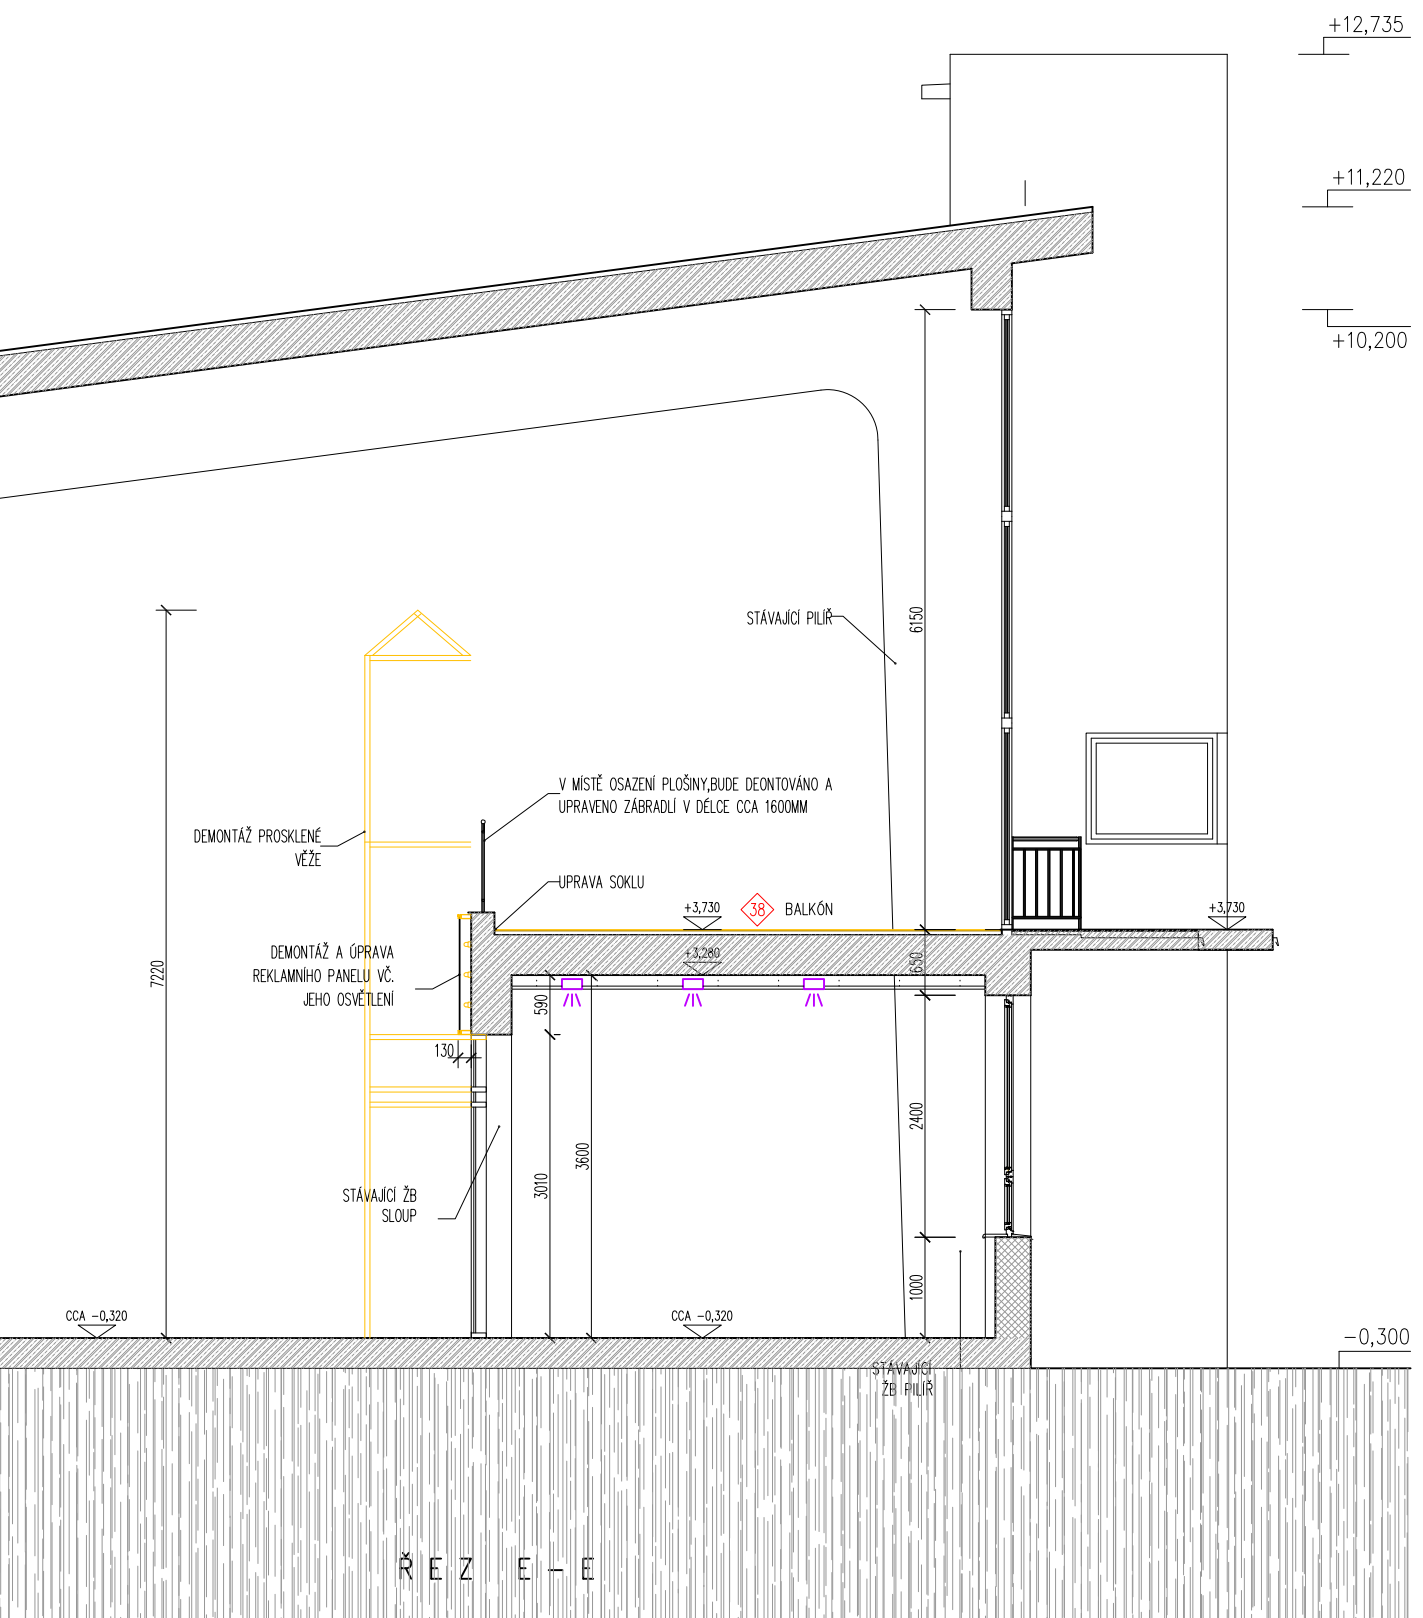 +12,735
+11,220
+10,200
STÁVAJÍCÍ PILÍŘ
6150
V MÍSTĚ OSAZENÍ PLOŠINY,BUDE DEONTOVÁNO A
UPRAVENO ZÁBRADLÍ V DÉLCE CCA 1600MM
DEMONTÁŽ PROSKLENÉ
VĚŽE
UPRAVA SOKLU
+3,730
38
BALKÓN
+3,730
DEMONTÁŽ A ÚPRAVA
REKLAMNÍHO PANELU VČ.
JEHO OSVĚTLENÍ
+3,280
650
7220
590
130
2400
3600
3010
STÁVAJÍCÍ ŽB
SLOUP
1000
CCA -0,320
CCA -0,320
-0,300
STÁVAJÍCÍ
ŽB PILÍŘ
ŘEZ E-E